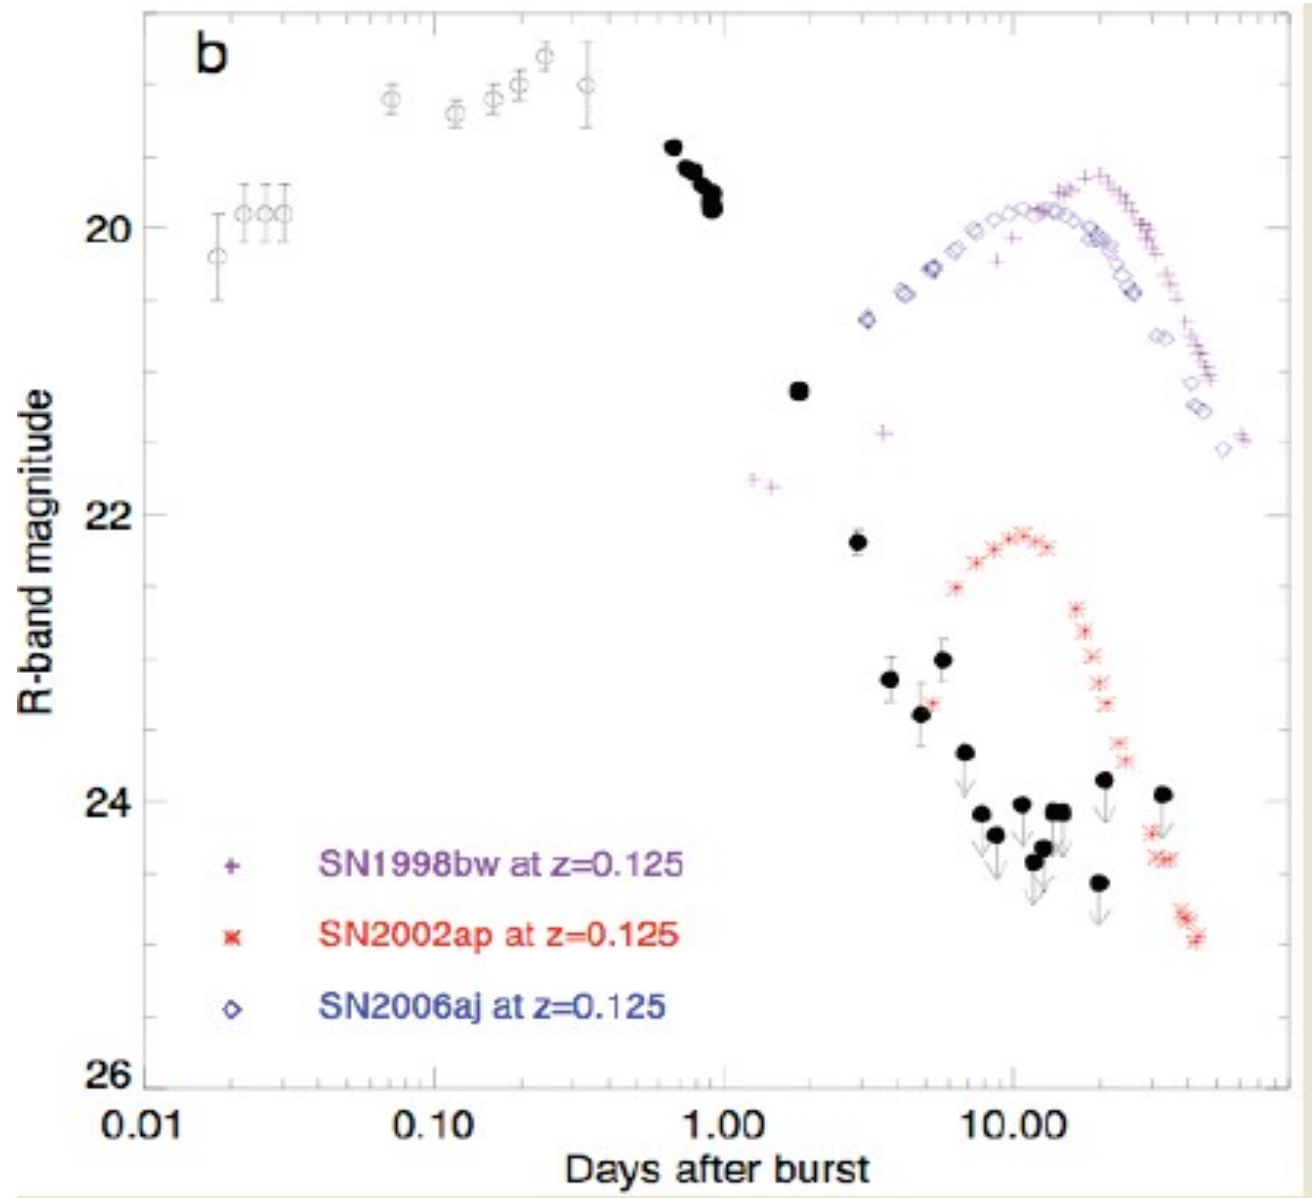 b
20
22
24
26
R-band magnitude
SN1998bw at z=0.125
SN2002ap at z=0.125
SN2006aj at z=0.125
0.01 0.10 1.00 10.00
Days after burst